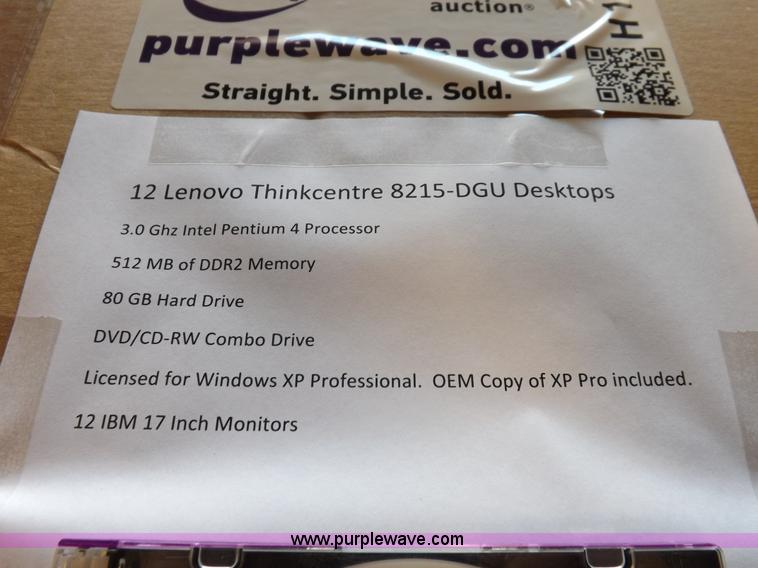 auction®
purplewave.com
Straight. Simple. Sold.
12 Lenovo Thinkcentre 8215-DGU Desktops
3.0 Ghz Intel Pentium 4 Processor
512 MB of DDR2 Memory
80 GB Hard Drive
DVD/CD-RW Combo Drive
Licensed for Windows XP Professional.  OEM Copy of XP Pro included.
12 IBM 17 Inch Monitors
www.purplewave.com